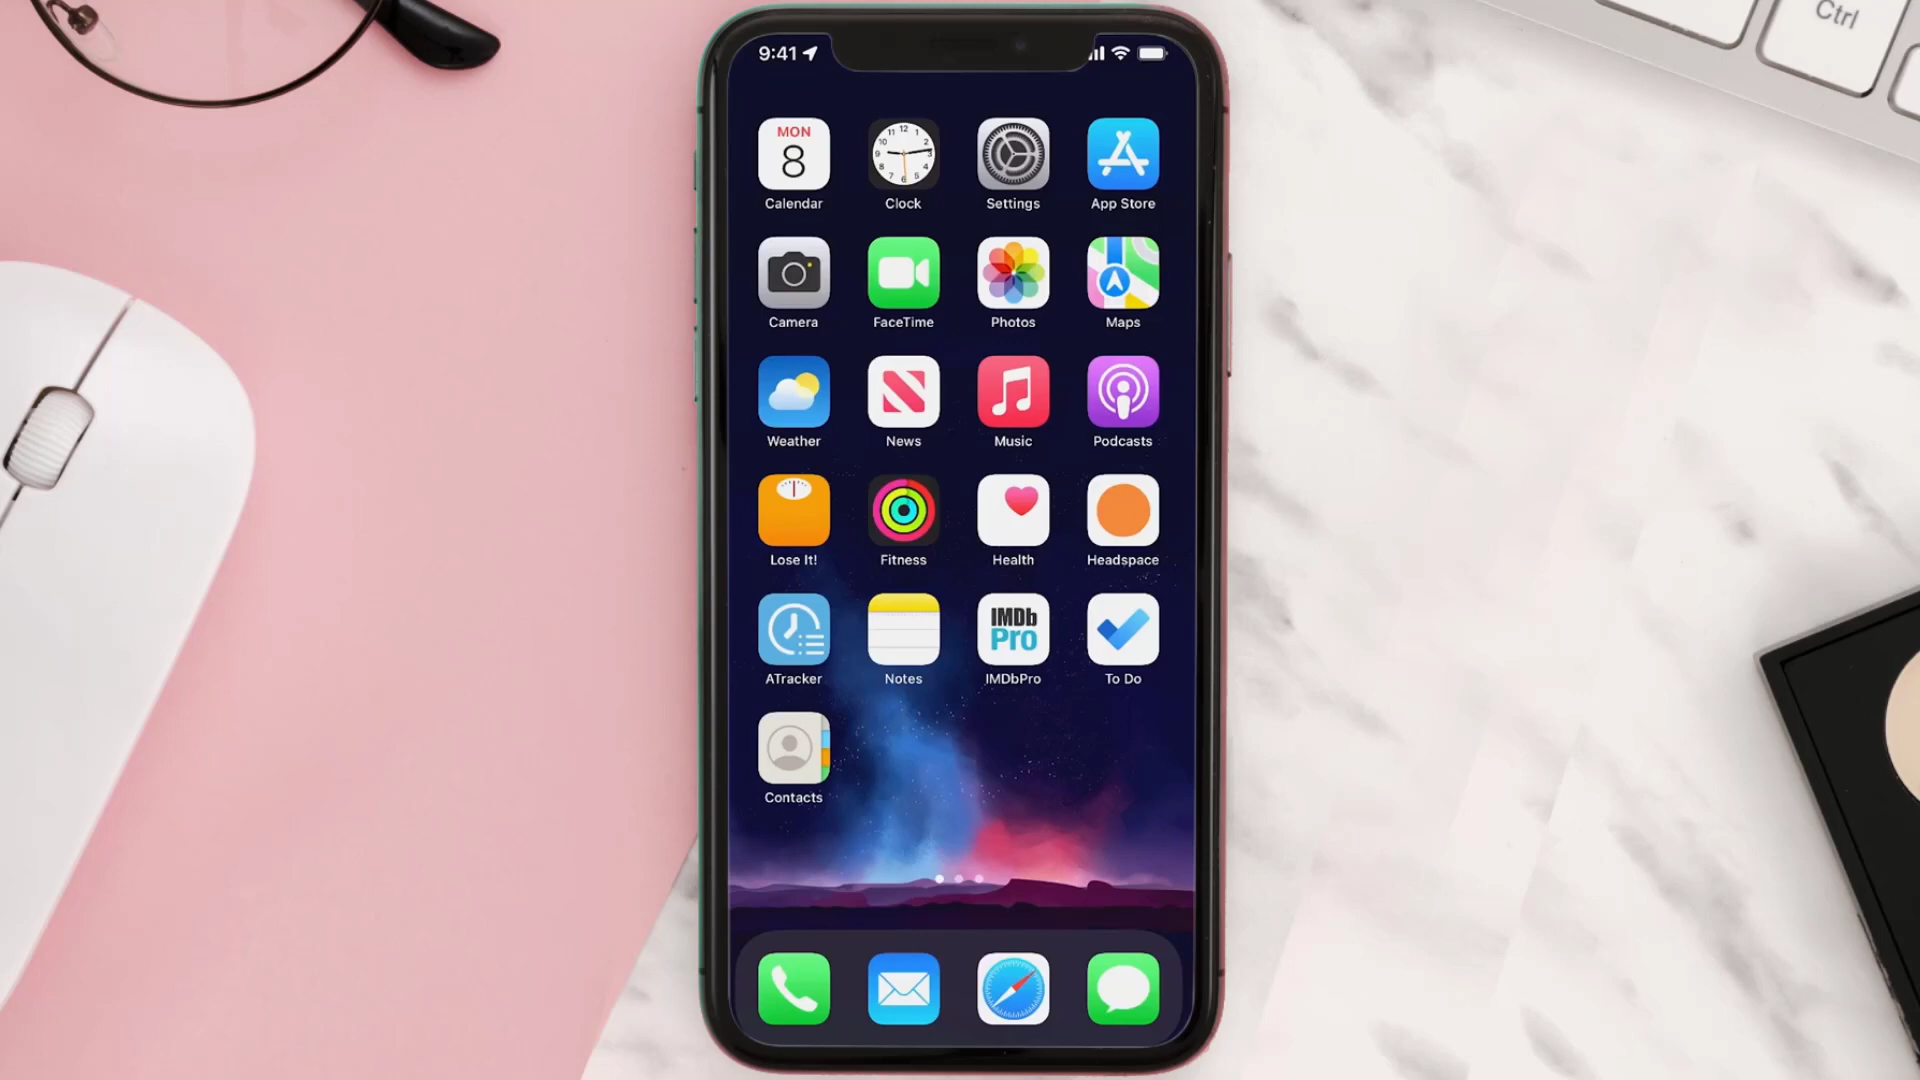 Ctrl
9:41
MON
8
Calendar
Clock
Settings
App Store
Camera
FaceTime
Photos
Maps
Weather
News
Music
Podcasts
Lose It!
Fitness
Health
Headspace
IMDb
Pro
ATracker
Notes
IMDbPro
To Do
Contacts